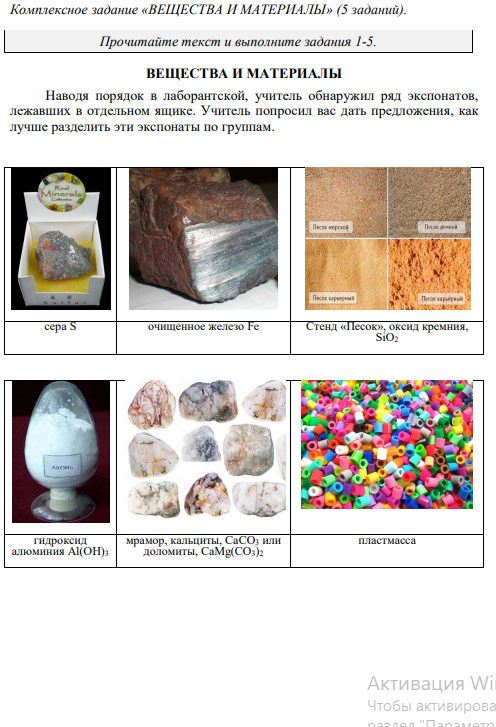 Комплексное задание «ВЕЩЕСТВА И МАТЕРИАЛЫ» (5 заданий).
Прочитайте текст и выполните задания 1-5.
ВЕЩЕСТВА И МАТЕРИАЛЫ
Наводя порядок в лаборантской, учитель обнаружил ряд экспонатов,
лежавших в отдельном ящике. Учитель попросил вас дать предложения, как
лучше разделить эти экспонаты по группам.
Real
Minerals
Collection
Песок морской
Песок речной
Песок карьерный
Песок карьерный
сера S
очищенное железо Fe
Стенд «Песок», оксид кремния,
SiO2
гидроксид
алюминия Al(OH)3
мрамор, кальциты, CaCO3 или
доломиты, CaMg(CO3)2
пластмасса
Активация Wi
Чтобы активирова
раздел "Параметр